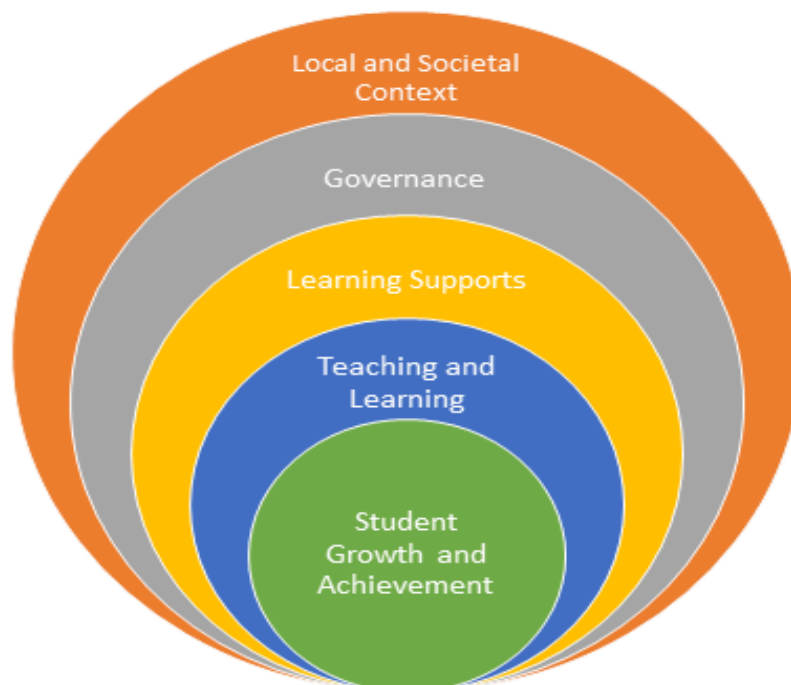 Local and Societal
Context
Governance
Learning Supports
Teaching and
Learning
Student
Growth and
Achievement